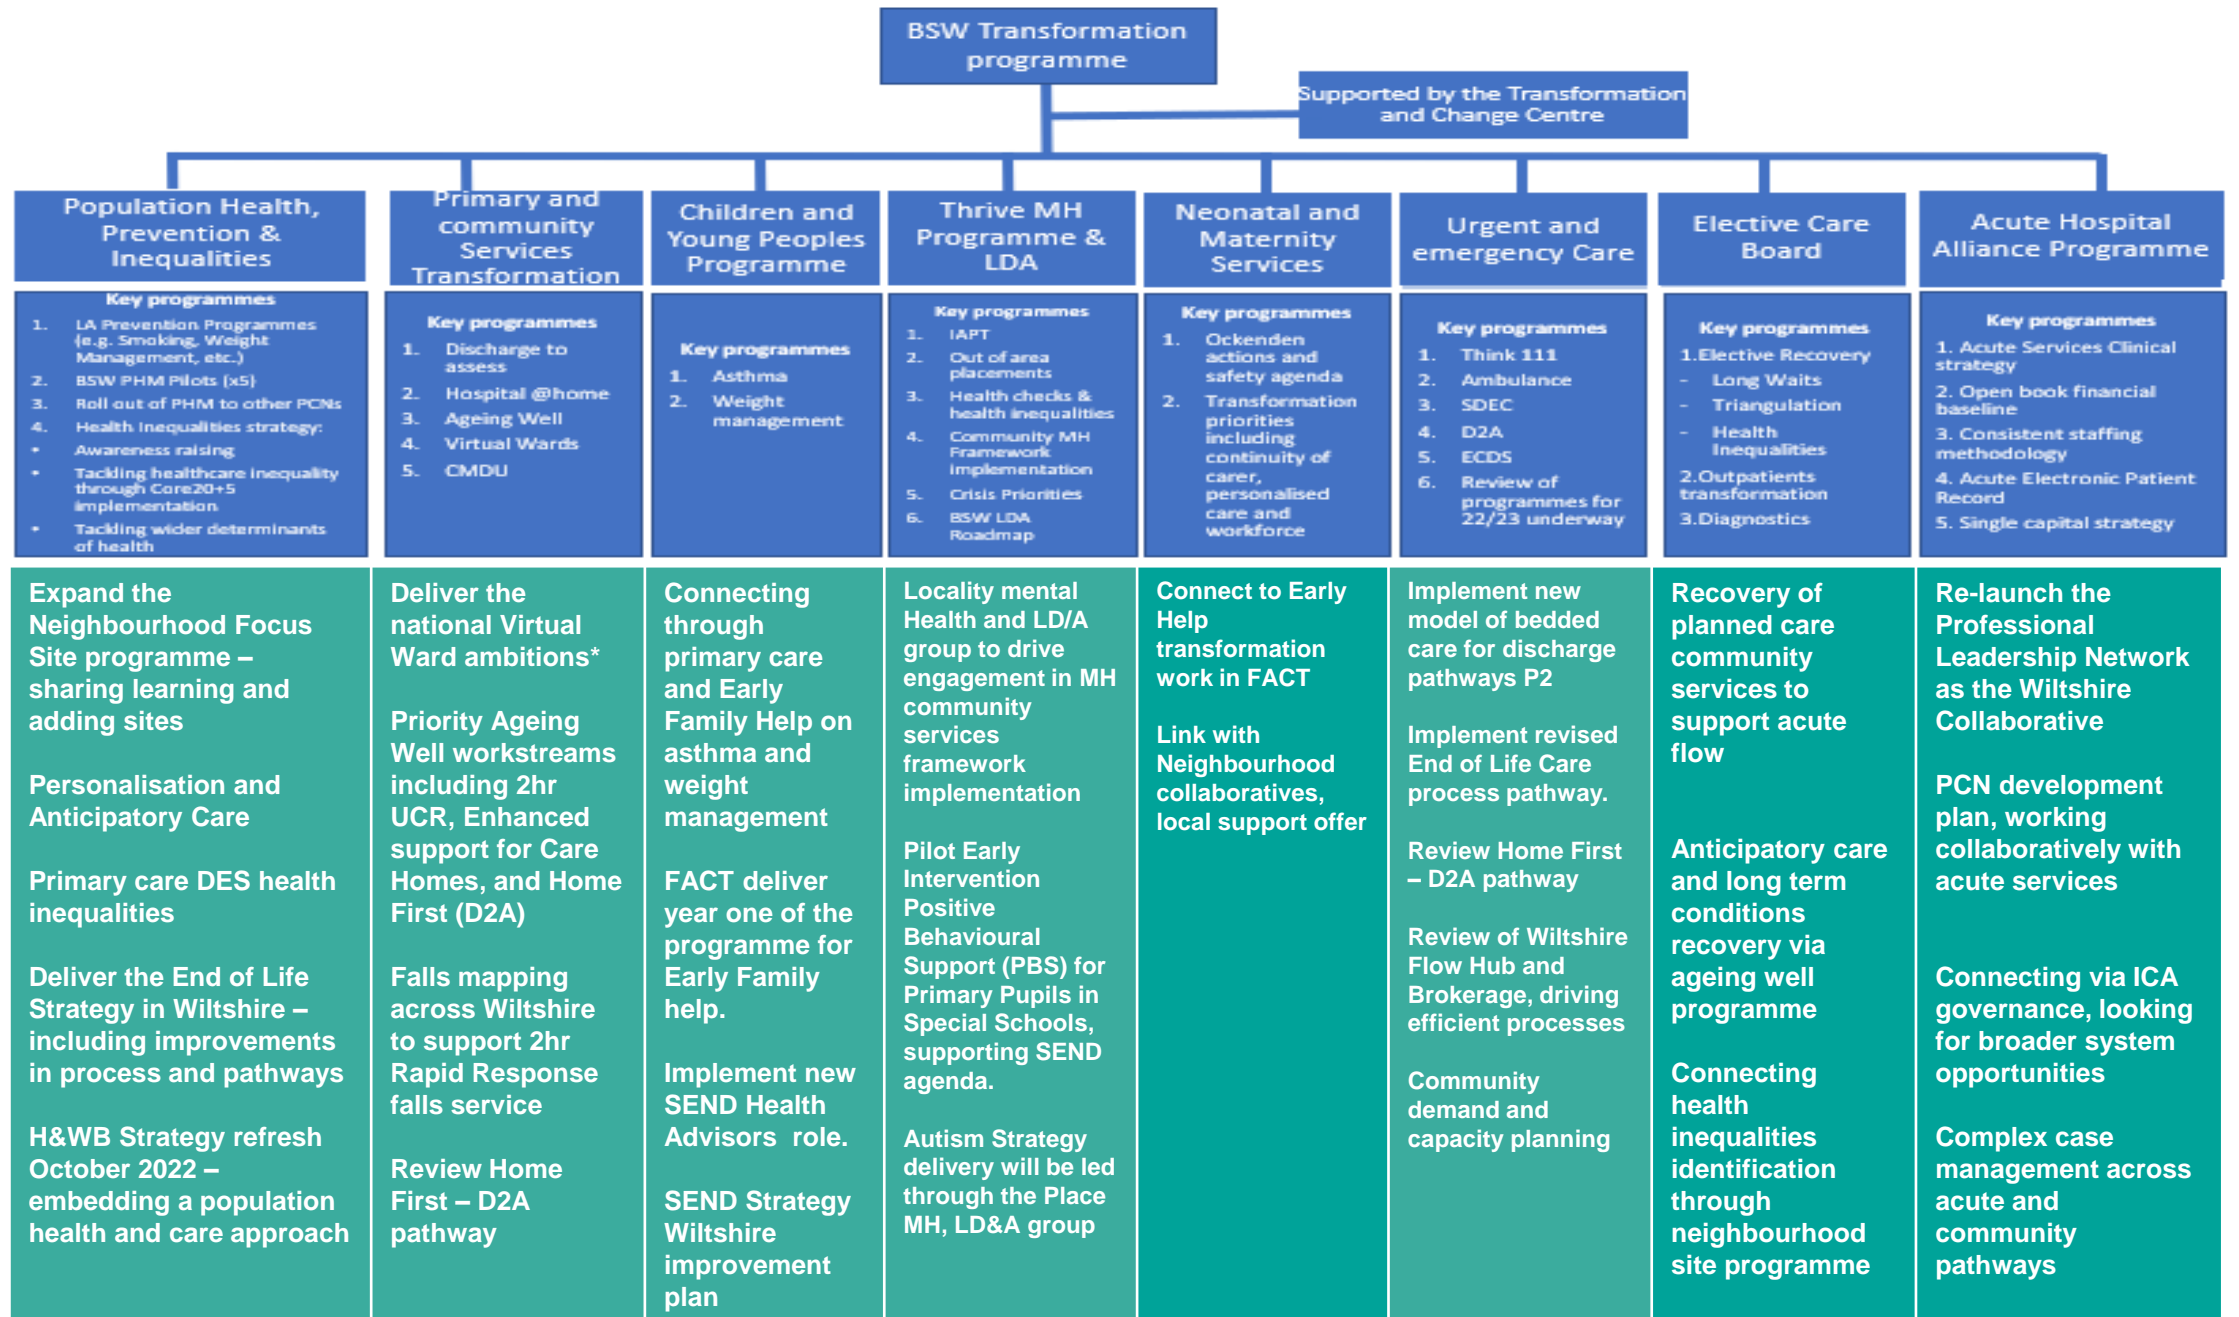 BSW Transformation
programme
Supported by the Transformation
and Change Centre
Population Health,
Prevention &
Inequalities
Primary and
community
Services
Transformation
Children and
Young Peoples
Programme
Thrive MH
Programme &
LDA
Neonatal and
Maternity
Services
Urgent and
emergency Care
Elective Care
Board
Acute Hospital
Alliance Programme
Key programmes
1. LA Prevention Programmes
(e.g. Smoking, Weight
Management, etc.)
2. BSW PHM Pilots (x5)
3. Roll out of PHM to other PCNs
4. Health Inequalities strategy:
• Awareness raising
• Tackling healthcare inequality
through Core20+5
implementation
• Tackling wider determinants
of health
Key programmes
1. Discharge to
assess
2. Hospital @home
3. Ageing Well
4. Virtual Wards
5. CMDU
Key programmes
1. Asthma
2. Weight
management
Key programmes
1. IAPT
2. Out of area
placements
3. Health checks &
health inequalities
4. Community MH
Framework
implementation
5. Crisis Priorities
6. BSW LDA
Roadmap
Key programmes
1. Ockenden
actions and
safety agenda
2. Transformation
priorities
including
continuity of
carer,
personalised
care and
workforce
Key programmes
1. Think 111
2. Ambulance
3. SDEC
4. D2A
5. ECDS
6. Review of
programmes for
22/23 underway
Key programmes
1.Elective Recovery
- Long Waits
- Triangulation
- Health
Inequalities
2.Outpatients
transformation
3.Diagnostics
Key programmes
1. Acute Services Clinical
strategy
2. Open book financial
baseline
3. Consistent staffing
methodology
4. Acute Electronic Patient
Record
5. Single capital strategy
Expand the
Neighbourhood Focus
Site programme –
sharing learning and
adding sites
Personalisation and
Anticipatory Care
Primary care DES health
inequalities
Deliver the End of Life
Strategy in Wiltshire –
including improvements
in process and pathways
H&WB Strategy refresh
October 2022 –
embedding a population
health and care approach
Deliver the
national Virtual
Ward ambitions*
Priority Ageing
Well workstreams
including 2hr
UCR, Enhanced
support for Care
Homes, and Home
First (D2A)
Falls mapping
across Wiltshire
to support 2hr
Rapid Response
falls service
Review Home
First – D2A
pathway
Connecting
through
primary care
and Early
Family Help on
asthma and
weight
management
FACT deliver
year one of the
programme for
Early Family
help.
Implement new
SEND Health
Advisors role.
SEND Strategy
Wiltshire
improvement
plan
Locality mental
Health and LD/A
group to drive
engagement in MH
community
services
framework
implementation
Pilot Early
Intervention
Positive
Behavioural
Support (PBS) for
Primary Pupils in
Special Schools,
supporting SEND
agenda.
Autism Strategy
delivery will be led
through the Place
MH, LD&A group
Connect to Early
Help
transformation
work in FACT
Link with
Neighbourhood
collaboratives,
local support offer
Implement new
model of bedded
care for discharge
pathways P2
Implement revised
End of Life Care
process pathway.
Review Home First
– D2A pathway
Review of Wiltshire
Flow Hub and
Brokerage, driving
efficient processes
Community
demand and
capacity planning
Recovery of
planned care
community
services to
support acute
flow
Anticipatory care
and long term
conditions
recovery via
ageing well
programme
Connecting
health
inequalities
identification
through
neighbourhood
site programme
Re-launch the
Professional
Leadership Network
as the Wiltshire
Collaborative
PCN development
plan, working
collaboratively with
acute services
Connecting via ICA
governance, looking
for broader system
opportunities
Complex case
management across
acute and
community
pathways